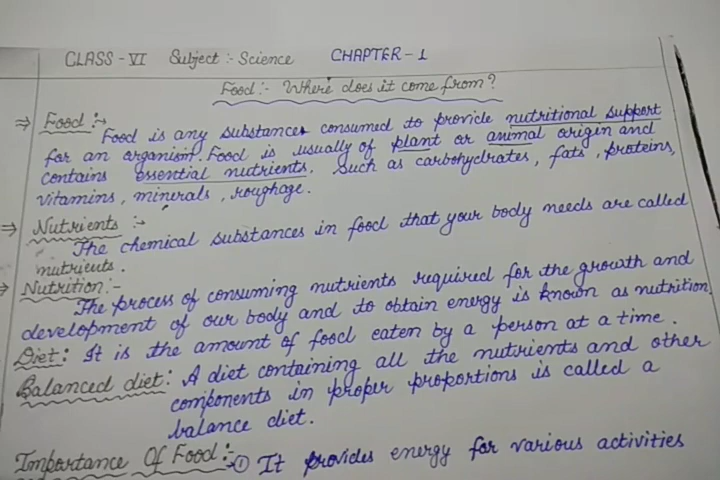 CLASS - VI Subject :- Science CHAPTER - 1
Food :- Where does it come from?
⇒ Food :-
Food is any substances consumed to provide nutritional support
for an organism. Food is usually of plant or animal origin and
contains essential nutrients, such as carbohydrates, fats, proteins,
vitamins, minerals, roughage.
⇒ Nutrients :-
The chemical substances in food that your body needs are called
nutrients.
⇒ Nutrition :-
The process of consuming nutrients required for the growth and
development of our body and to obtain energy is known as nutrition.
Diet : It is the amount of food eaten by a person at a time.
Balanced diet : A diet containing all the nutrients and other
components in proper proportions is called a
balance diet.
Importance Of Food :- ① It provides energy for various activities